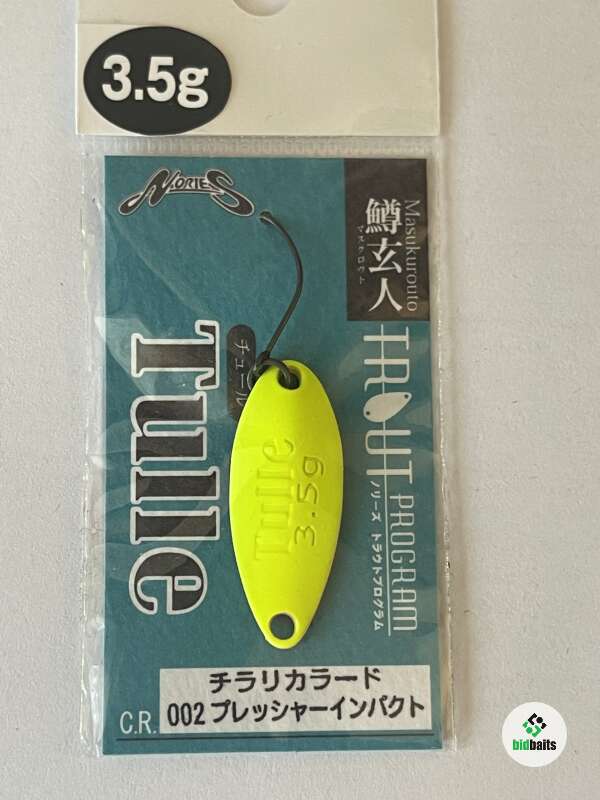 3.5g
NORIES
Masukurouto
鱒玄人
マスクロウト
TROUT PROGRAM
ノリーズ トラウトプログラム
チュール
Tulle
Tulle
3.5g
C.R.
チラリカラード
002 プレッシャーインパクト
bidbaits